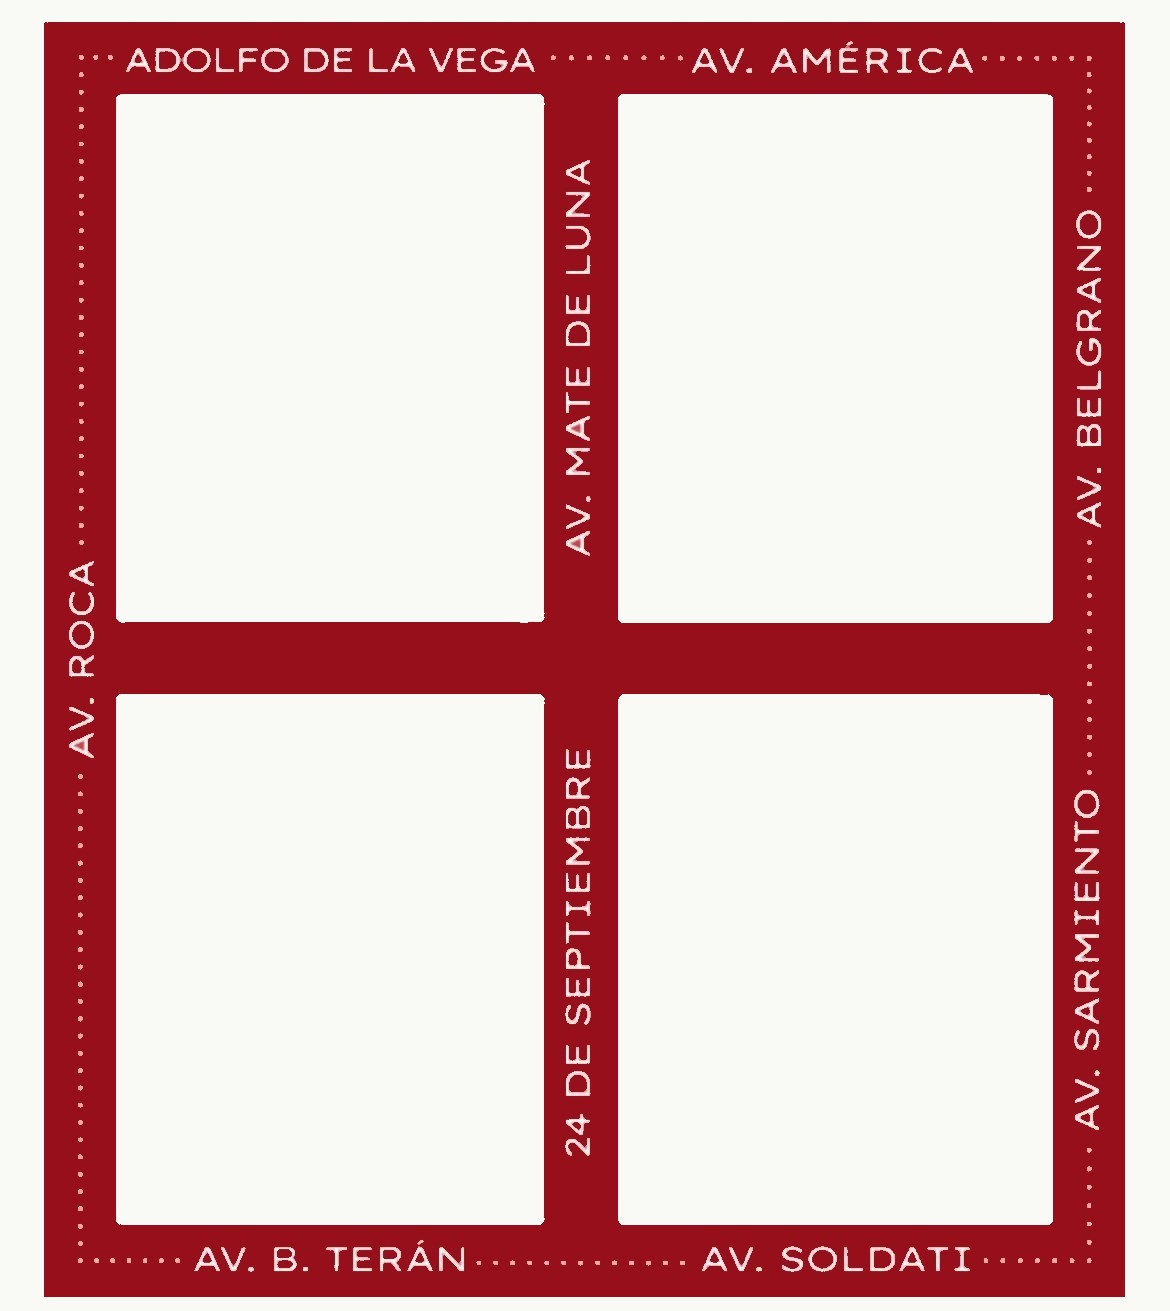 ADOLFO DE LA VEGA
AV. AMÉRICA
AV. MATE DE LUNA
AV. BELGRANO
AV. ROCA
24 DE SEPTIEMBRE
AV. SARMIENTO
AV. B. TERÁN
AV. SOLDATI